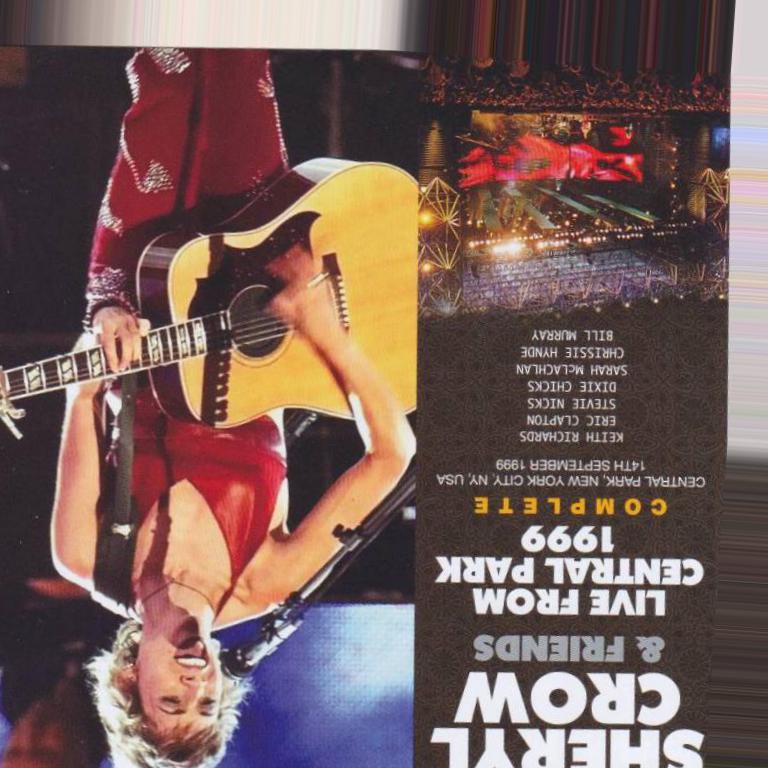 SHERYL
CROW
& FRIENDS
LIVE FROM
CENTRAL PARK
1999
COMPLETE
CENTRAL PARK, NEW YORK CITY, NY, USA
14TH SEPTEMBER 1999
KEITH RICHARDS
ERIC CLAPTON
STEVIE NICKS
DIXIE CHICKS
SARAH McLACHLAN
CHRISSIE HYNDE
BILL MURRAY